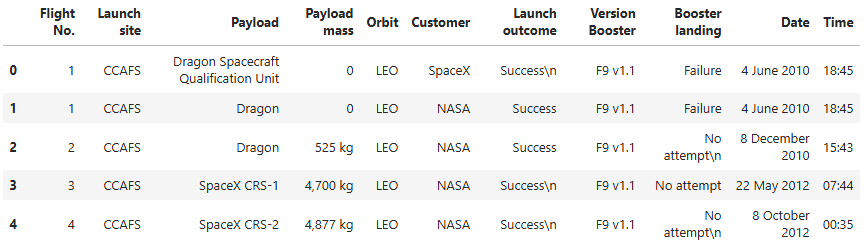 Flight No. Launch site Payload Payload mass Orbit Customer Launch outcome Version Booster Booster landing Date Time
0 1 CCAFS Dragon Spacecraft Qualification Unit 0 LEO SpaceX Success\n F9 v1.1 Failure 4 June 2010 18:45
1 1 CCAFS Dragon 0 LEO NASA Success F9 v1.1 Failure 4 June 2010 18:45
2 2 CCAFS Dragon 525 kg LEO NASA Success F9 v1.1 No attempt\n 8 December 2010 15:43
3 3 CCAFS SpaceX CRS-1 4,700 kg LEO NASA Success\n F9 v1.1 No attempt 22 May 2012 07:44
4 4 CCAFS SpaceX CRS-2 4,877 kg LEO NASA Success\n F9 v1.1 No attempt\n 8 October 2012 00:35